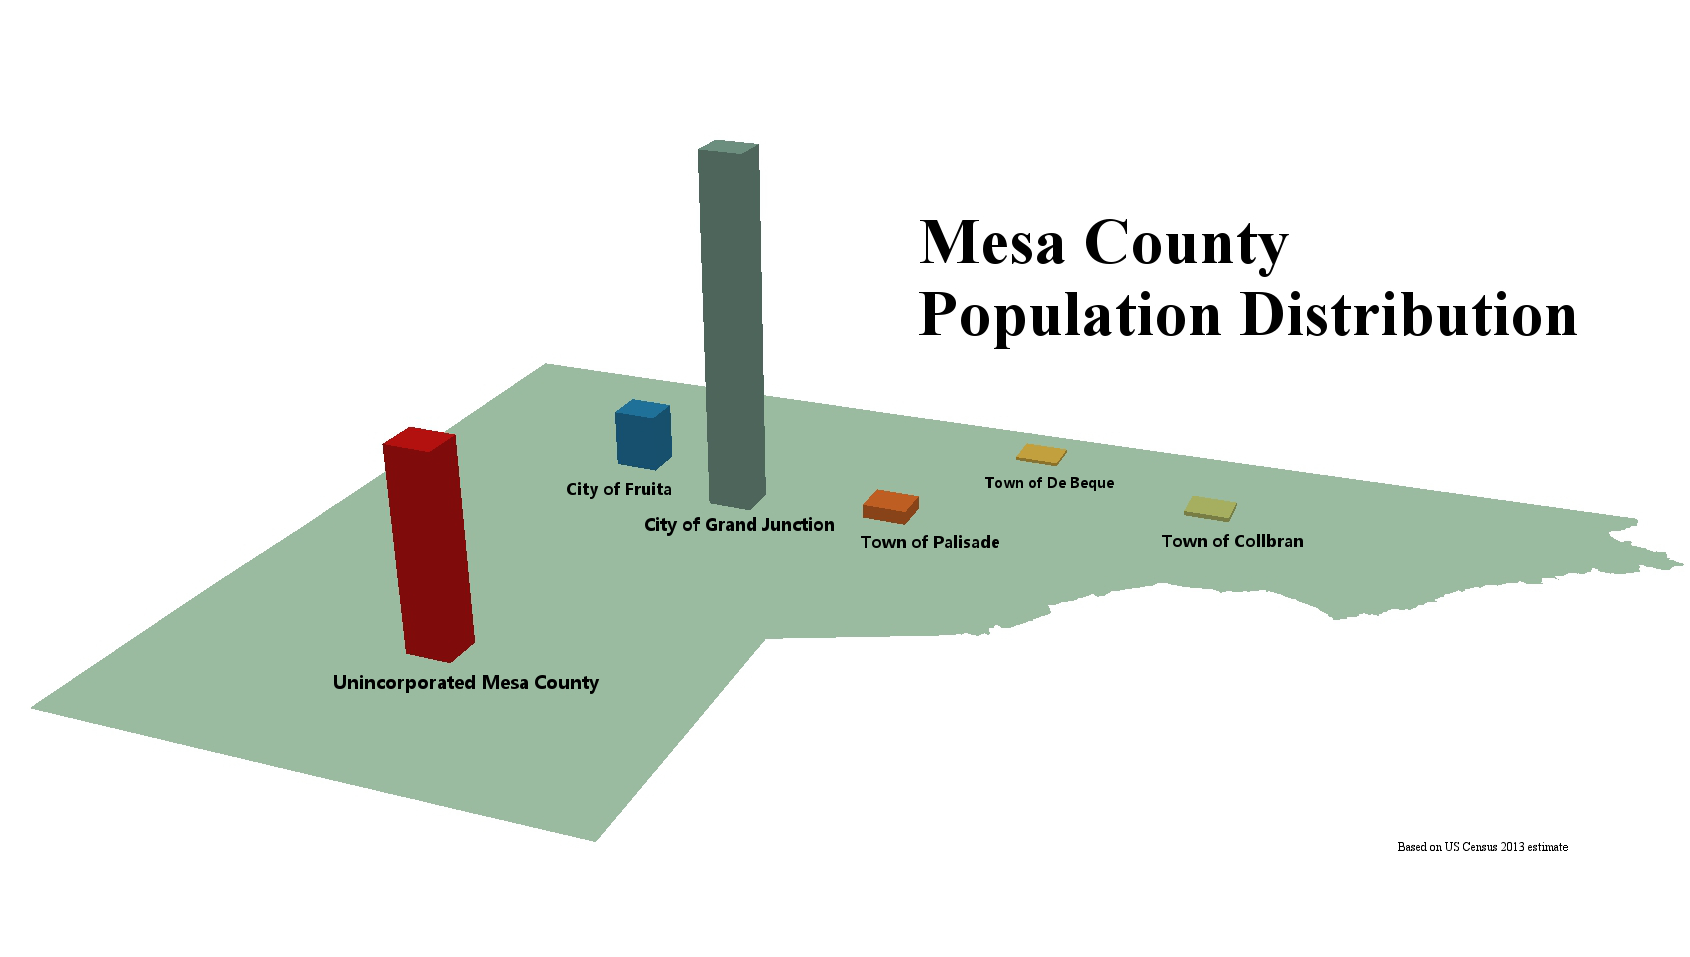 Mesa County
Population Distribution
City of Fruita
Town of De Beque
City of Grand Junction
Town of Palisade
Town of Collbran
Unincorporated Mesa County
Based on US Census 2013 estimate